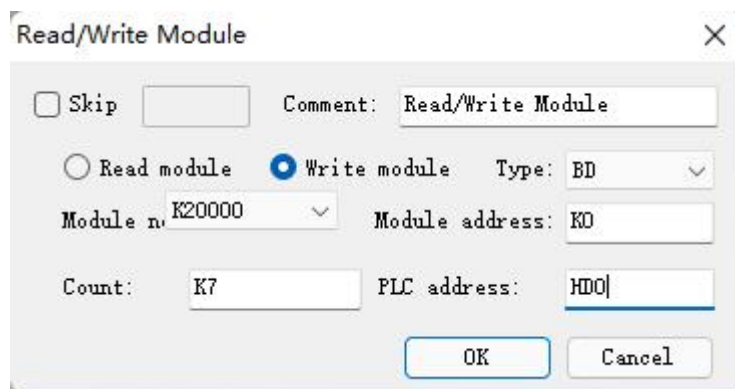 Read/Write Module
Skip Comment: Read/Write Module
Read module Write module Type: BD
Module n K20000 Module address: K0
Count: K7 PLC address: HD0
OK Cancel